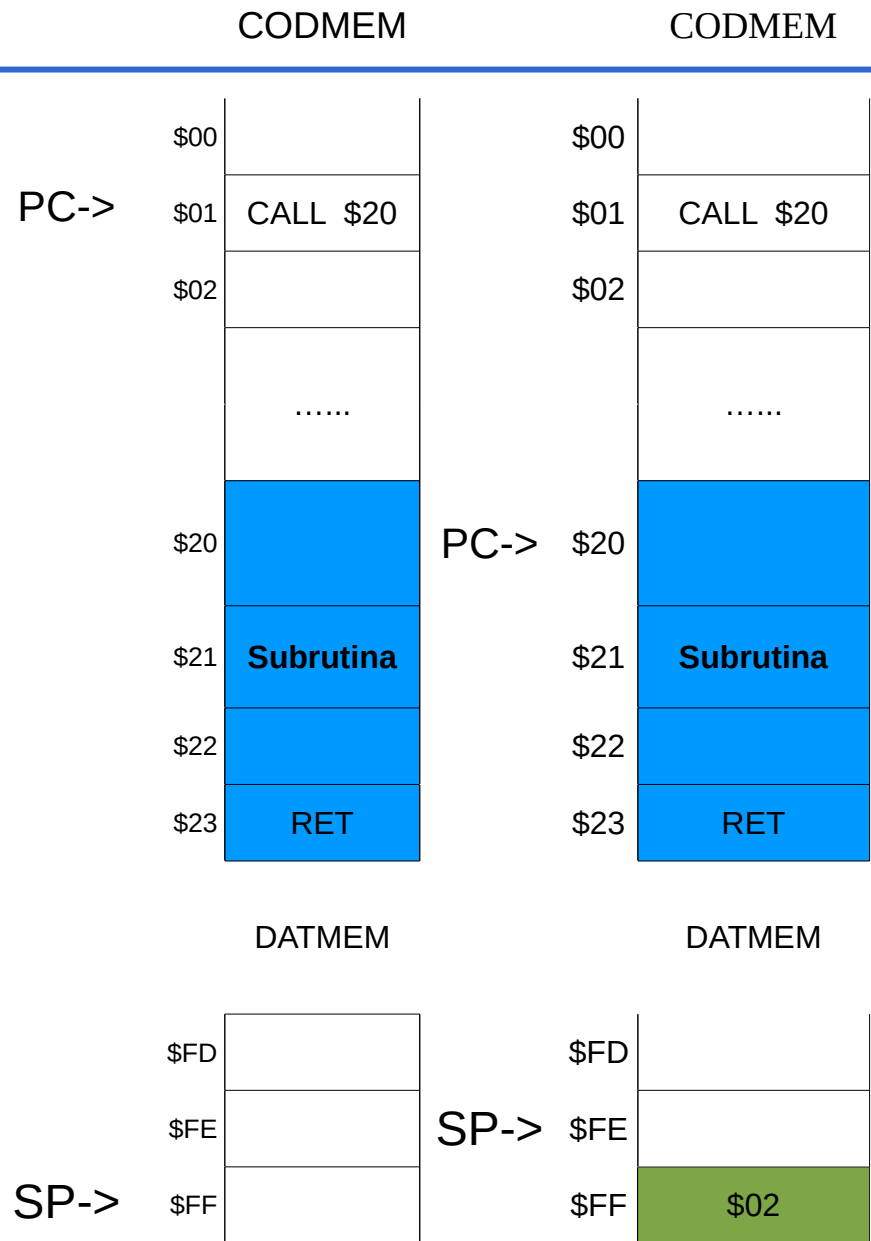 CODMEM CODMEM
$00 $00
PC-> $01 CALL $20 $01 CALL $20
$02 $02
…... …...
$20 PC-> $20
$21 Subrutina $21 Subrutina
$22 $22
$23 RET $23 RET
DATMEM DATMEM
$FD $FD
$FE SP-> $FE
SP-> $FF $FF $02